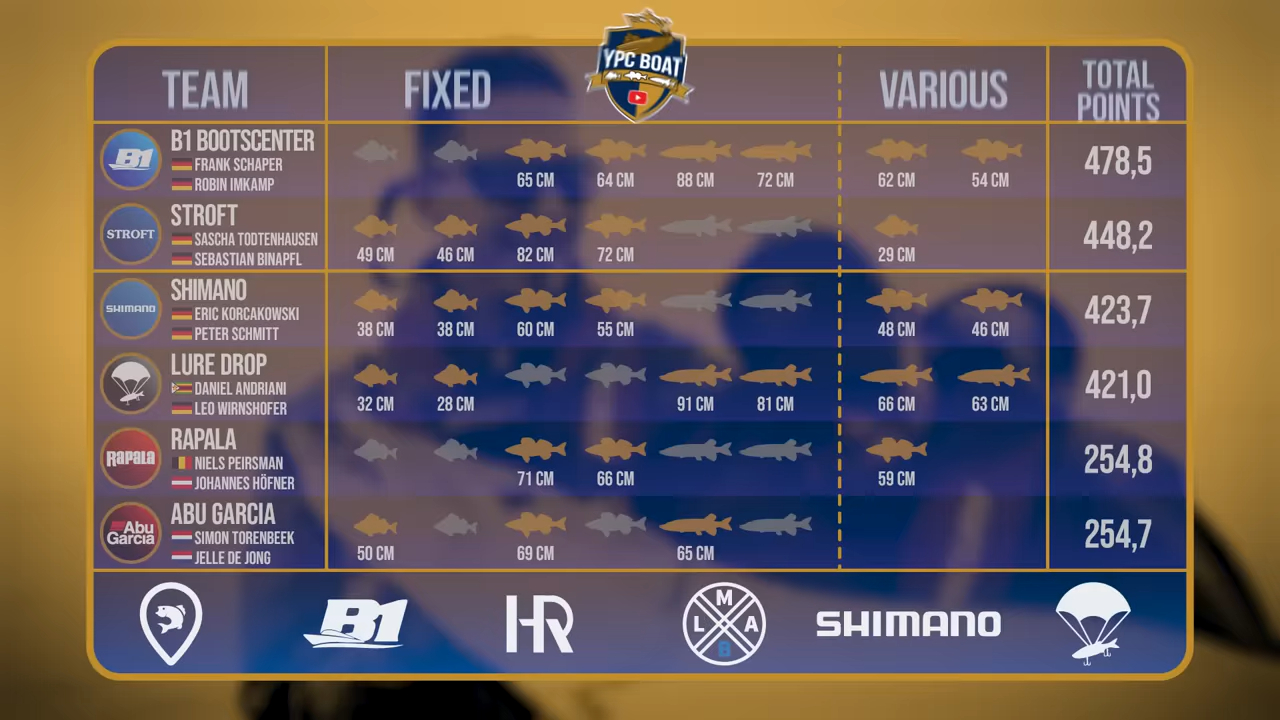 YPC BOAT
TEAM FIXED VARIOUS TOTAL POINTS
B1 B1 BOOTSCENTER
FRANK SCHAPER
ROBIN IMKAMP
65 CM 64 CM 88 CM 72 CM 62 CM 54 CM
478,5
STROFT STROFT
SASCHA TODTENHAUSEN
SEBASTIAN BINAPFL
49 CM 46 CM 82 CM 72 CM 29 CM
448,2
SHIMANO SHIMANO
ERIC KORCAKOWSKI
PETER SCHMITT
38 CM 38 CM 60 CM 55 CM 48 CM 46 CM
423,7
LURE DROP
DANIEL ANDRIANI
LEO WIRNSHOFER
32 CM 28 CM 91 CM 81 CM 66 CM 63 CM
421,0
RAPALA RAPALA
NIELS PEIRSMAN
JOHANNES HÖFNER
71 CM 66 CM 59 CM
254,8
Abu Garcia ABU GARCIA
SIMON TORENBEEK
JELLE DE JONG
50 CM 69 CM 65 CM
254,7
B1 HR L M A B SHIMANO